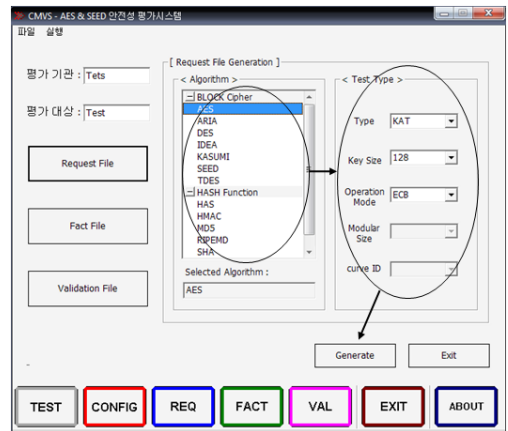 CMVS - AES & SEED 안전성 평가시스템
파일 실행
평가 기관 : Tets
평가 대상 : Test
Request File
Fact File
Validation File
[ Request File Generation ]
< Algorithm >
BLOCK Cipher
AES
ARIA
DES
IDEA
KASUMI
SEED
TDES
HASH Function
HAS
HMAC
MD5
RIPEMD
SHA
Selected Algorithm :
AES
< Test Type >
Type KAT
Key Size 128
Operation Mode ECB
Modular Size
curve ID
Generate Exit
TEST CONFIG REQ FACT VAL EXIT ABOUT